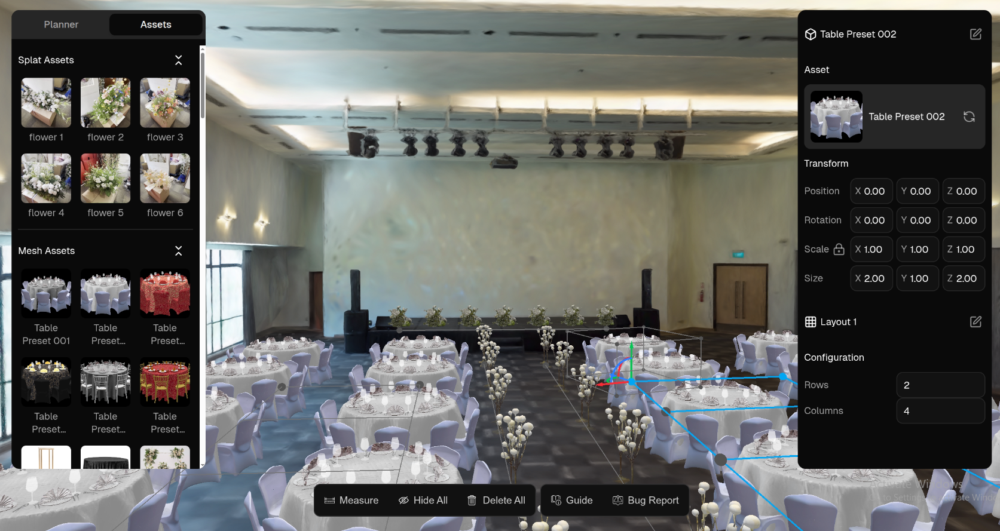 Planner
Assets
Splat Assets
flower 1
flower 2
flower 3
flower 4
flower 5
flower 6
Mesh Assets
Table
Preset 001
Table
Preset...
Table
Preset...
Table
Preset...
Table
Preset...
Table
Preset...
Measure
Hide All
Delete All
Guide
Bug Report
Table Preset 002
Asset
Table Preset 002
Transform
Position X 0.00 Y 0.00 Z 0.00
Rotation X 0.00 Y 0.00 Z 0.00
Scale X 1.00 Y 1.00 Z 1.00
Size X 2.00 Y 1.00 Z 2.00
Layout 1
Configuration
Rows 2
Columns 4
Activate Windows
Go to Settings